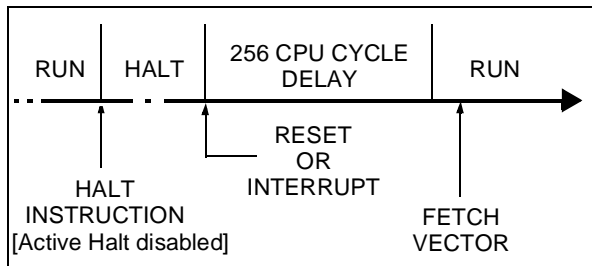 RUN
HALT
256 CPU CYCLE
DELAY
RUN
RESET
OR
INTERRUPT
HALT
INSTRUCTION
[Active Halt disabled]
FETCH
VECTOR